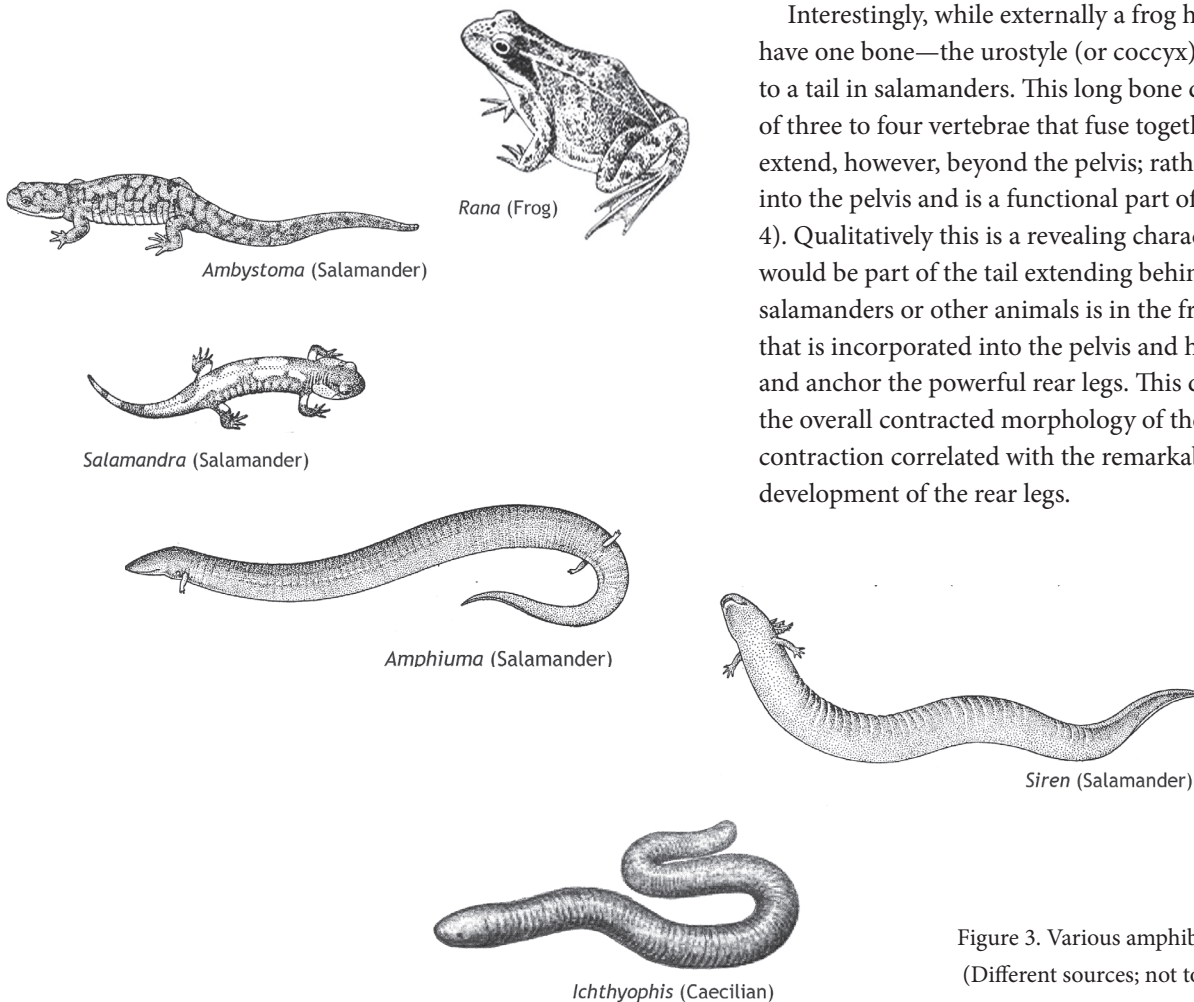 Interestingly, while externally a frog h
have one bone—the urostyle (or coccyx)
to a tail in salamanders. This long bone
of three to four vertebrae that fuse togeth
extend, however, beyond the pelvis; rath
into the pelvis and is a functional part of
4). Qualitatively this is a revealing chara
would be part of the tail extending behin
salamanders or other animals is in the fr
that is incorporated into the pelvis and h
and anchor the powerful rear legs. This
the overall contracted morphology of the
contraction correlated with the remarka
development of the rear legs.
Rana (Frog)
Ambystoma (Salamander)
Salamandra (Salamander)
Amphiuma (Salamander)
Siren (Salamander)
Ichthyophis (Caecilian)
Figure 3. Various amphib
(Different sources; not to